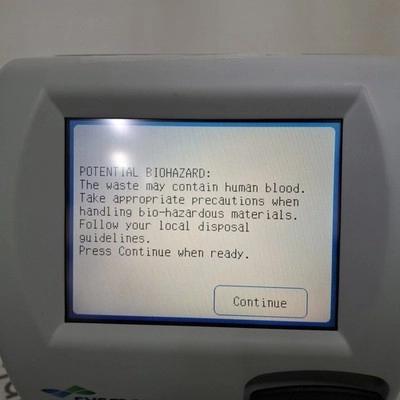 POTENTIAL BIOHAZARD:
The waste may contain human blood.
Take appropriate precautions when
handling bio-hazardous materials.
Follow your local disposal
guidelines.
Press Continue when ready.
Continue